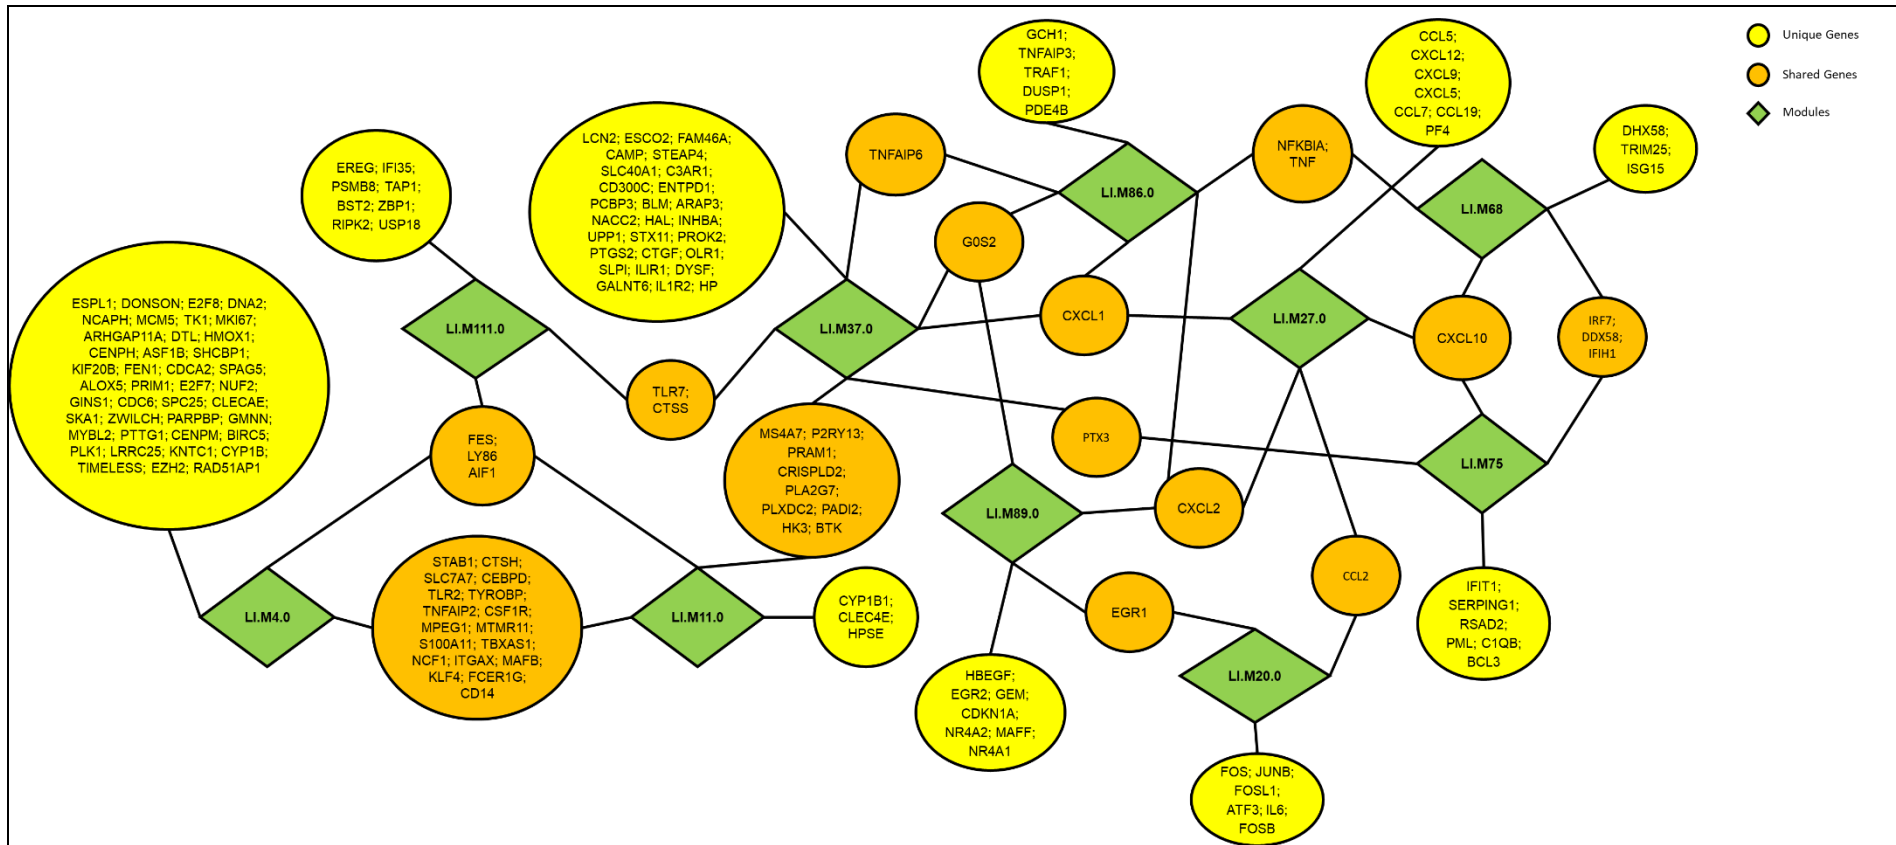 GCH1;
TNFAIP3;
TRAF1;
DUSP1;
PDE4B
CCL5;
CXCL12;
CXCL9;
CXCL5;
CCL7; CCL19;
PF4
Unique Genes
Shared Genes
Modules
EREG; IFI35;
PSMB8; TAP1;
BST2; ZBP1;
RIPK2; USP18
LCN2; ESCO2; FAM46A;
CAMP; STEAP4;
SLC40A1; C3AR1;
CD300C; ENTPD1;
PCBP3; BLM; ARAP3;
NACC2; HAL; INHBA;
UPP1; STX11; PROK2;
PTGS2; CTGF; OLR1;
SLPI; ILIR1; DYSF;
GALNT6; IL1R2; HP
TNFAIP6
LI.M86.0
NFKBIA;
TNF
LI.M68
DHX58;
TRIM25;
ISG15
G0S2
ESPL1; DONSON; E2F8; DNA2;
NCAPH; MCM5; TK1; MKI67;
ARHGAP11A; DTL; HMOX1;
CENPH; ASF1B; SHCBP1;
KIF20B; FEN1; CDCA2; SPAG5;
ALOX5; PRIM1; E2F7; NUF2;
GINS1; CDC6; SPC25; CLECAE;
SKA1; ZWILCH; PARPBP; GMNN;
MYBL2; PTTG1; CENPM; BIRC5;
PLK1; LRRC25; KNTC1; CYP1B;
TIMELESS; EZH2; RAD51AP1
LI.M111.0
LI.M37.0
CXCL1
LI.M27.0
CXCL10
IRF7;
DDX58;
IFIH1
TLR7;
CTSS
FES;
LY86
AIF1
MS4A7; P2RY13;
PRAM1;
CRISPLD2;
PLA2G7;
PLXDC2; PADI2;
HK3; BTK
PTX3
LI.M75
LI.M89.0
CXCL2
LI.M4.0
STAB1; CTSH;
SLC7A7; CEBPD;
TLR2; TYROBP;
TNFAIP2; CSF1R;
MPEG1; MTMR11;
S100A11; TBXAS1;
NCF1; ITGAX; MAFB;
KLF4; FCER1G;
CD14
LI.M11.0
CYP1B1;
CLEC4E;
HPSE
EGR1
CCL2
IFIT1;
SERPING1;
RSAD2;
PML; C1QB;
BCL3
LI.M20.0
HBEGF;
EGR2; GEM;
CDKN1A;
NR4A2; MAFF;
NR4A1
FOS; JUNB;
FOSL1;
ATF3; IL6;
FOSB